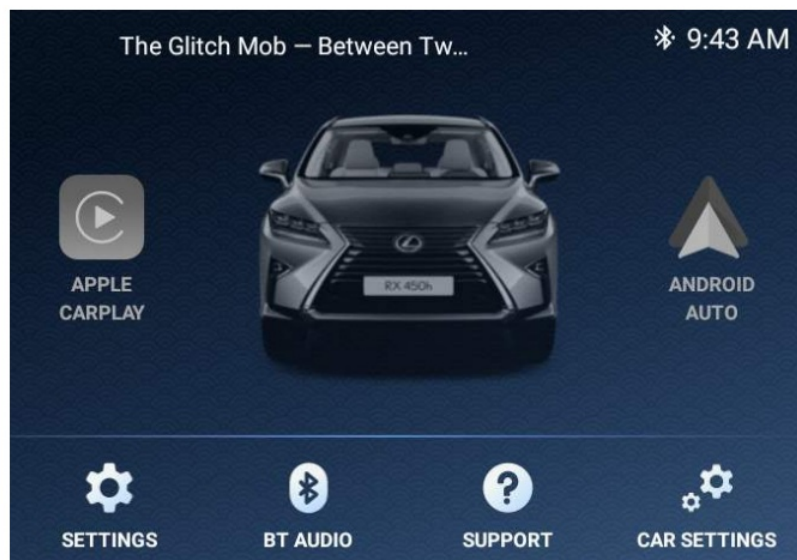 The Glitch Mob — Between Tw...
9:43 AM
APPLE
CARPLAY
RX 450h
ANDROID
AUTO
SETTINGS
BT AUDIO
SUPPORT
CAR SETTINGS